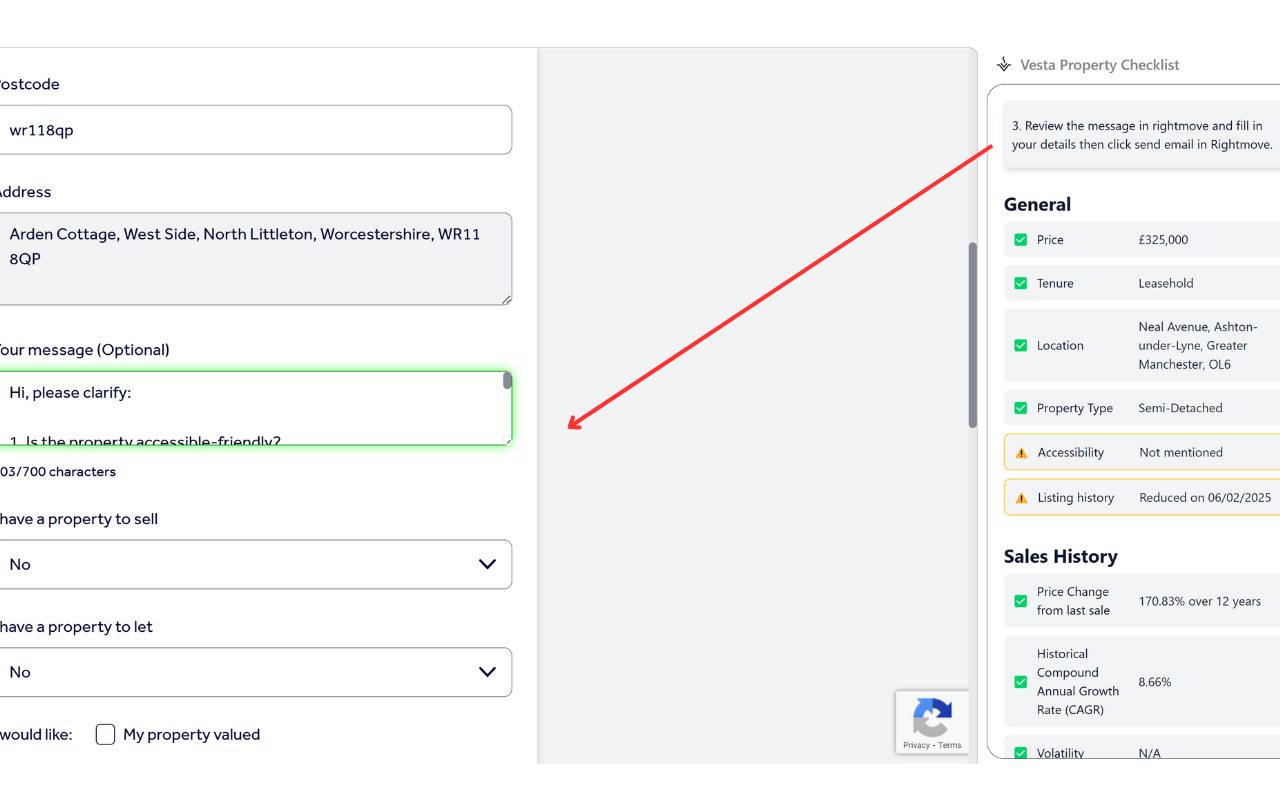 ostcode
wr118qp
Address
Arden Cottage, West Side, North Littleton, Worcestershire, WR11
8QP
Your message (Optional)
Hi, please clarify:
1. Is the property accessible-friendly?
03/700 characters
have a property to sell
No
have a property to let
No
would like:
My property valued
Privacy - Terms
Vesta Property Checklist
3. Review the message in rightmove and fill in
your details then click send email in Rightmove.
General
Price £325,000
Tenure Leasehold
Location Neal Avenue, Ashton-
under-Lyne, Greater
Manchester, OL6
Property Type Semi-Detached
Accessibility Not mentioned
Listing history Reduced on 06/02/2025
Sales History
Price Change
from last sale
170.83% over 12 years
Historical
Compound
Annual Growth
Rate (CAGR)
8.66%
Volatility N/A